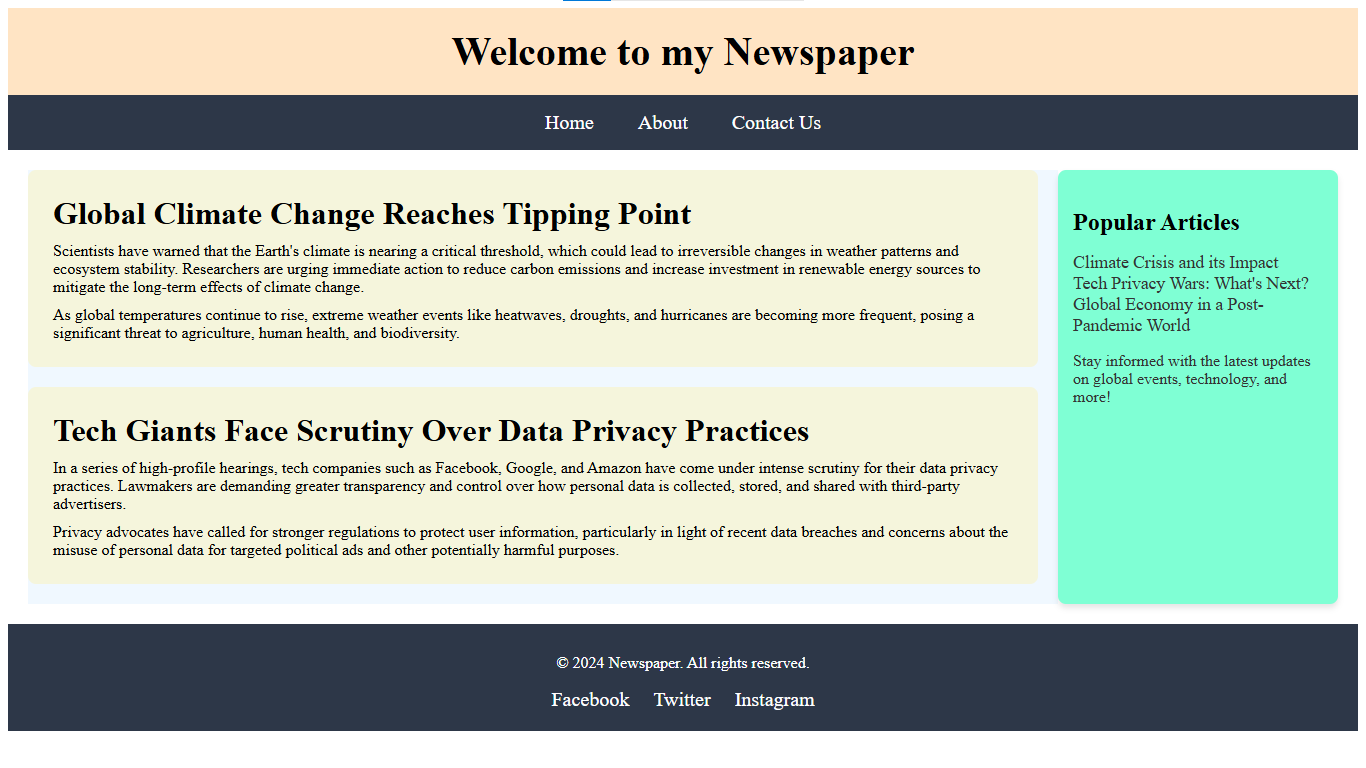 Welcome to my Newspaper
Home About Contact Us
Global Climate Change Reaches Tipping Point
Scientists have warned that the Earth's climate is nearing a critical threshold, which could lead to irreversible changes in weather patterns and
ecosystem stability. Researchers are urging immediate action to reduce carbon emissions and increase investment in renewable energy sources to
mitigate the long-term effects of climate change.
As global temperatures continue to rise, extreme weather events like heatwaves, droughts, and hurricanes are becoming more frequent, posing a
significant threat to agriculture, human health, and biodiversity.
Tech Giants Face Scrutiny Over Data Privacy Practices
In a series of high-profile hearings, tech companies such as Facebook, Google, and Amazon have come under intense scrutiny for their data privacy
practices. Lawmakers are demanding greater transparency and control over how personal data is collected, stored, and shared with third-party
advertisers.
Privacy advocates have called for stronger regulations to protect user information, particularly in light of recent data breaches and concerns about the
misuse of personal data for targeted political ads and other potentially harmful purposes.
Popular Articles
Climate Crisis and its Impact
Tech Privacy Wars: What's Next?
Global Economy in a Post-
Pandemic World
Stay informed with the latest updates
on global events, technology, and
more!
© 2024 Newspaper. All rights reserved.
Facebook Twitter Instagram